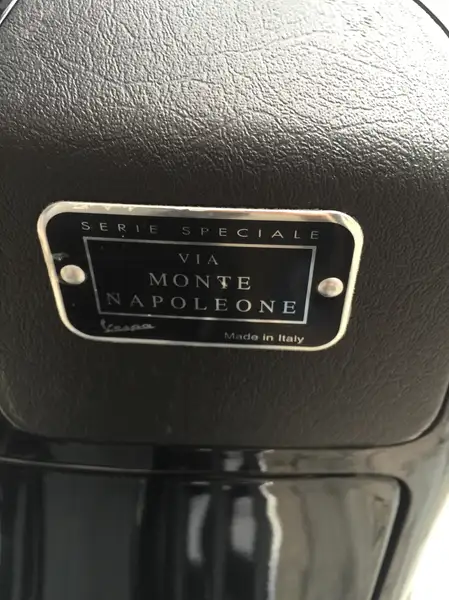 SERIE SPECIALE
VIA
MONTE
NAPOLEONE
Vespa
Made in Italy